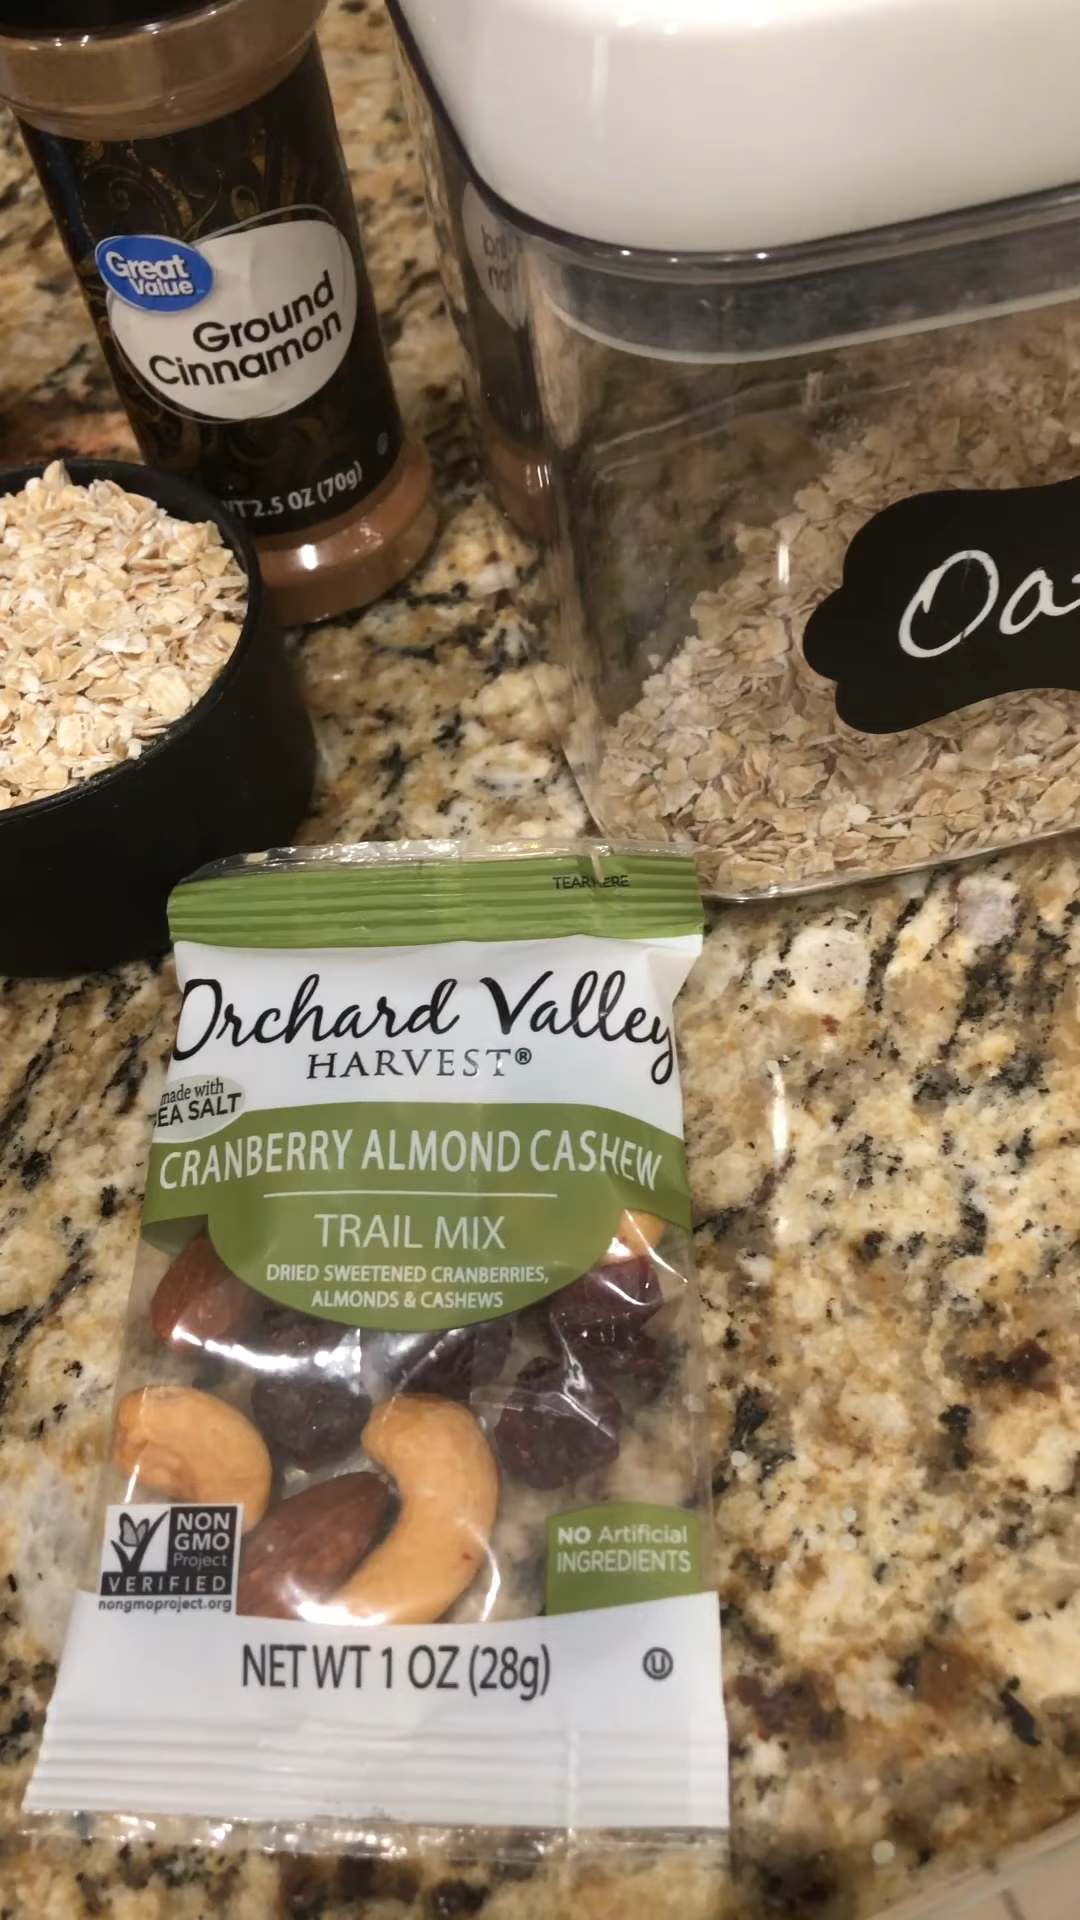 Great
Value
Ground
Cinnamon
2.5 OZ (70g)
Oa
TEAR HERE
Orchard Valley
HARVEST®
made with
SEA SALT
CRANBERRY ALMOND CASHEW
TRAIL MIX
DRIED SWEETENED CRANBERRIES,
ALMONDS & CASHEWS
NON
GMO
Project
VERIFIED
nongmoproject.org
NO Artificial
INGREDIENTS
NET WT 1 OZ (28g)
U